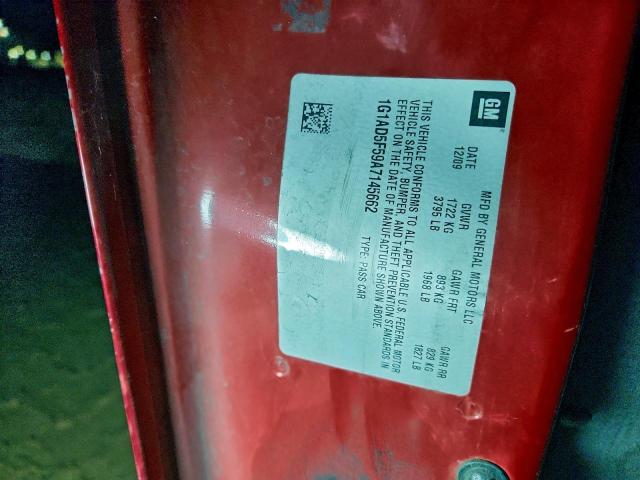 GM
MFD BY GENERAL MOTORS LLC
DATE GVWR GAWR FRT GAWR RR
12/09 1722 KG 893 KG 829 KG
3795 LB 1968 LB 1827 LB
THIS VEHICLE CONFORMS TO ALL APPLICABLE U.S. FEDERAL MOTOR
VEHICLE SAFETY, BUMPER, AND THEFT PREVENTION STANDARDS IN
EFFECT ON THE DATE OF MANUFACTURE SHOWN ABOVE.
1G1AD5F59A7145662 TYPE: PASS CAR